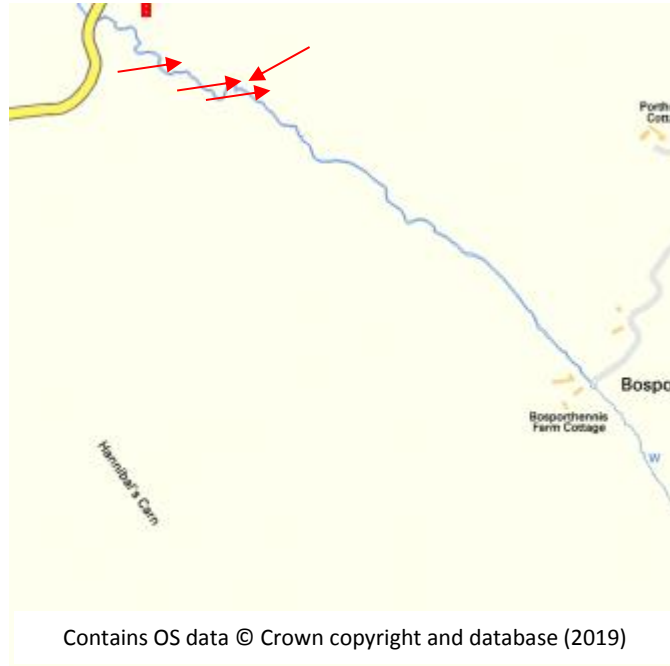 Porth
Cott
Bospo
Bosporthennis
Farm Cottage
W
Hannibal's Carn
Contains OS data © Crown copyright and database (2019)